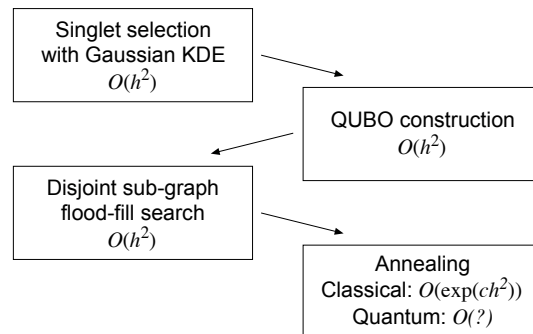 Singlet selection
with Gaussian KDE
O(h²)
QUBO construction
O(h²)
Disjoint sub-graph
flood-fill search
O(h²)
Annealing
Classical: O(exp(ch²))
Quantum: O(?)